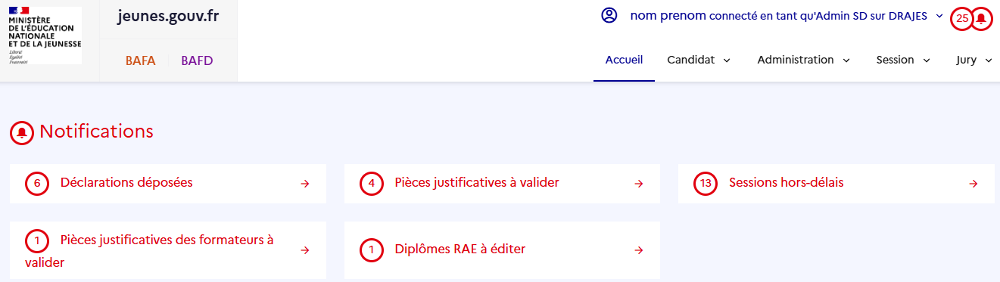 MINISTÈRE
DE L'ÉDUCATION
NATIONALE
ET DE LA JEUNESSE
Liberté
Égalité
Fraternité
jeunes.gouv.fr
BAFA BAFD
nom prenom connecté en tant qu'Admin SD sur DRAJES 25
Accueil Candidat Administration Session Jury
Notifications
6 Déclarations déposées
4 Pièces justificatives à valider
13 Sessions hors-délais
1 Pièces justificatives des formateurs à
valider
1 Diplômes RAE à éditer